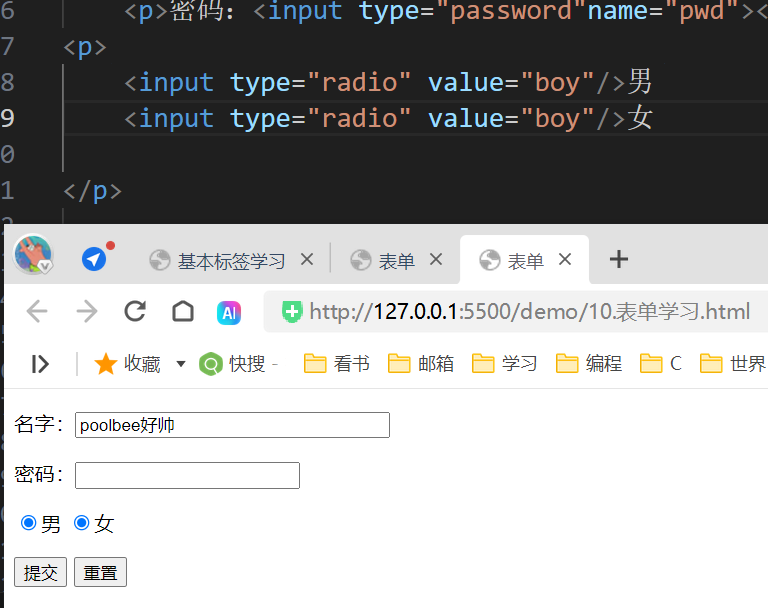 6 <p>密码：<input type="password"name="pwd"><
7 <p>
8 <input type="radio" value="boy"/>男
9 <input type="radio" value="boy"/>女
0
1 </p>
基本标签学习 × 表单 × 表单 × +
AI http://127.0.0.1:5500/demo/10.表单学习.html
收藏 快搜 看书 邮箱 学习 编程 C 世界
名字：poolbee好帅
密码：
男 女
提交 重置